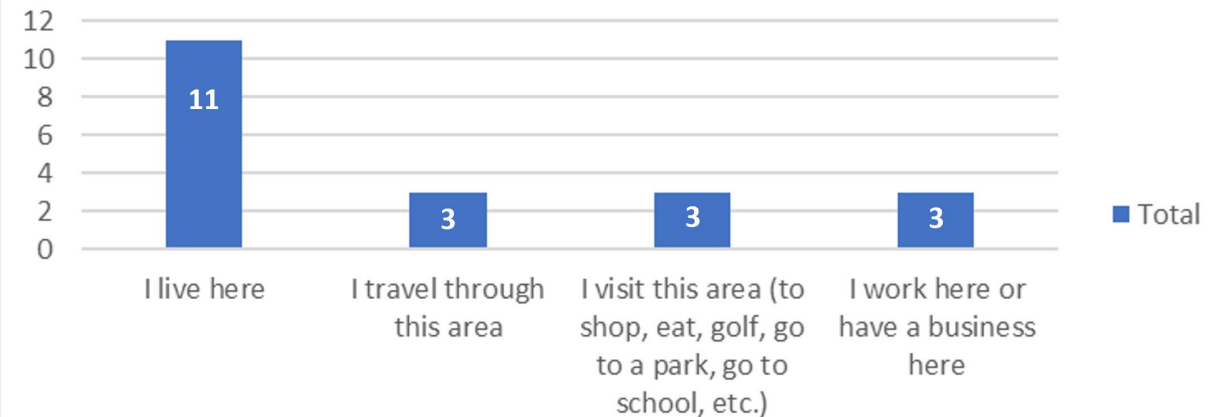 12
10
8
6
4
2
0
11
3
3
3
Total
I live here
I travel through
this area
I visit this area (to
shop, eat, golf, go
to a park, go to
school, etc.)
I work here or
have a business
here